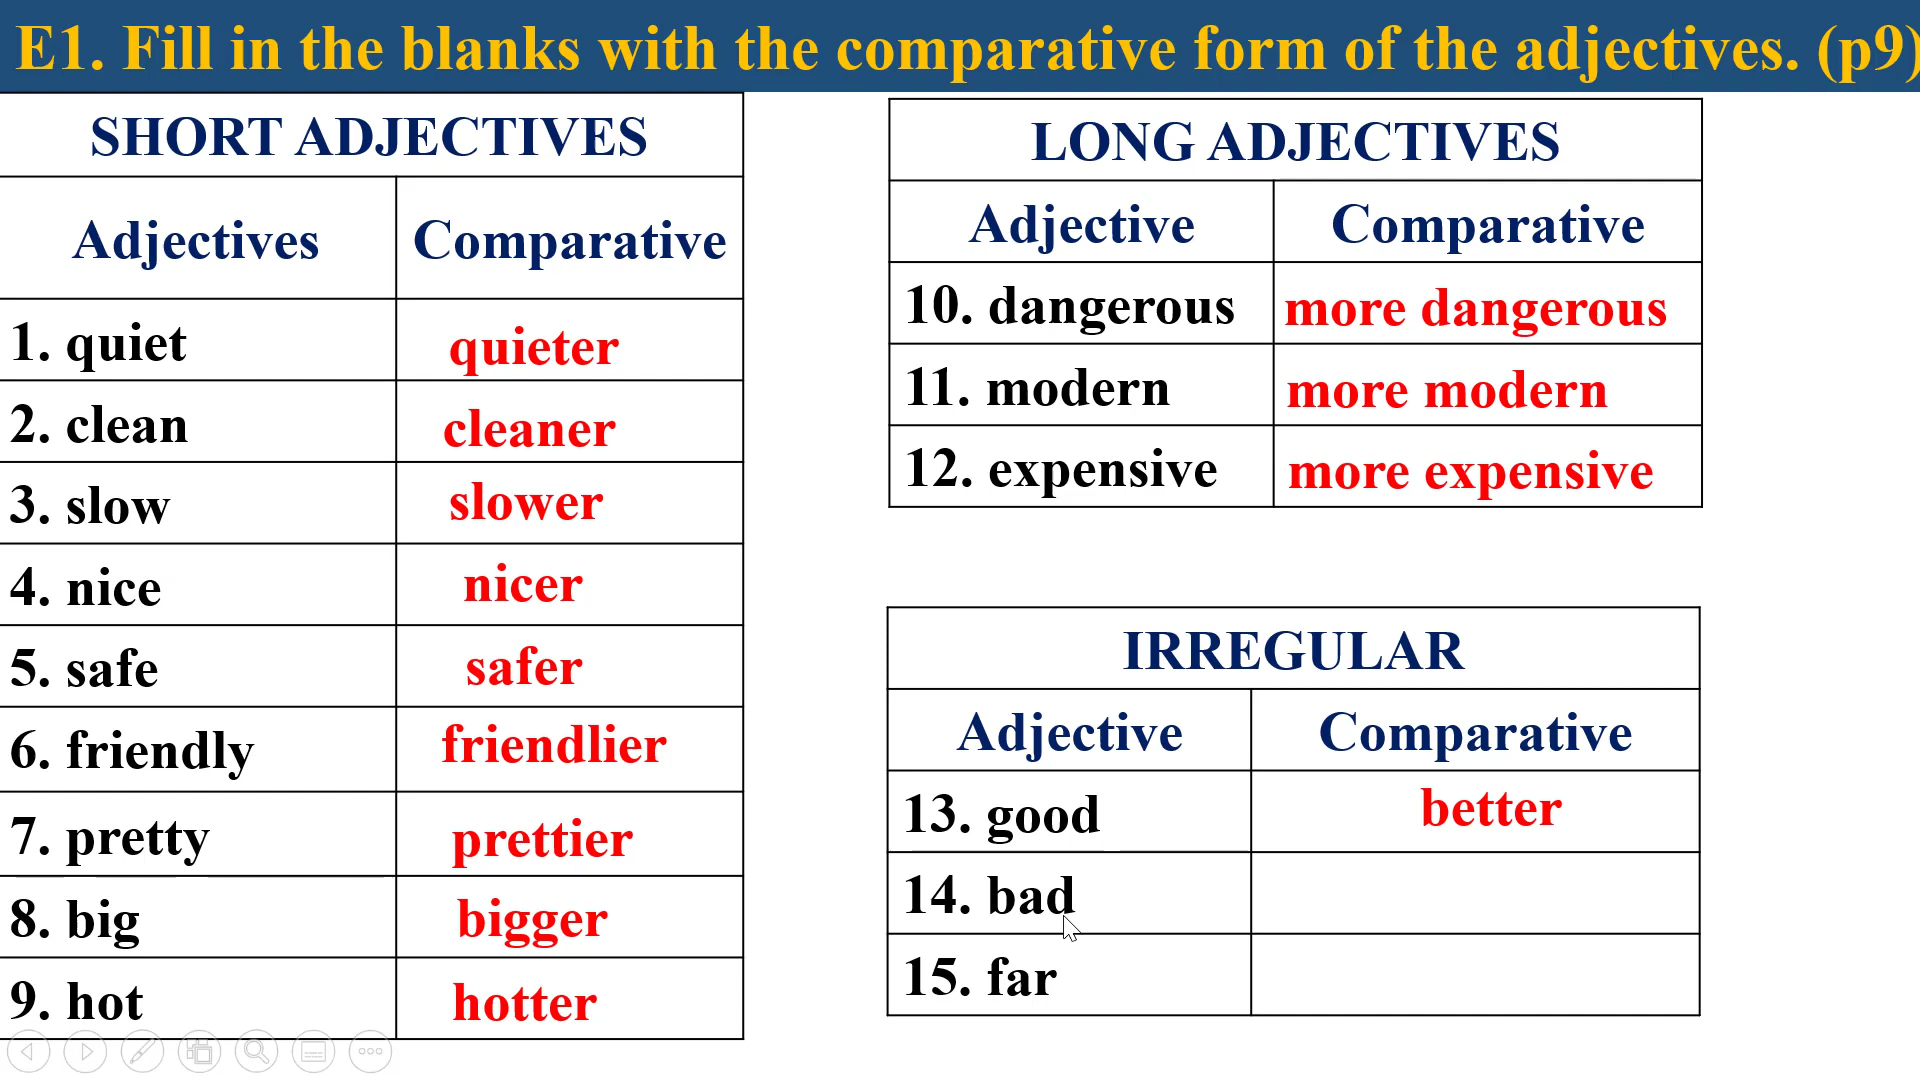 E1. Fill in the blanks with the comparative form of the adjectives. (p9)
SHORT ADJECTIVES
Adjectives Comparative
1. quiet quieter
2. clean cleaner
3. slow slower
4. nice nicer
5. safe safer
6. friendly friendlier
7. pretty prettier
8. big bigger
9. hot hotter
LONG ADJECTIVES
Adjective Comparative
10. dangerous more dangerous
11. modern more modern
12. expensive more expensive
IRREGULAR
Adjective Comparative
13. good better
14. bad
15. far